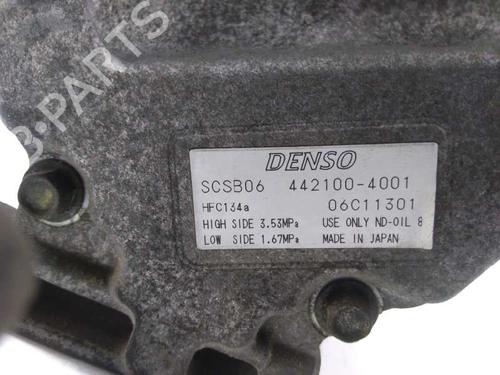 B-PARTS
DENSO
SCSB06 442100-4001
HFC134a 06C11301
HIGH SIDE 3.53MPa USE ONLY ND-OIL 8
LOW SIDE 1.67MPa MADE IN JAPAN